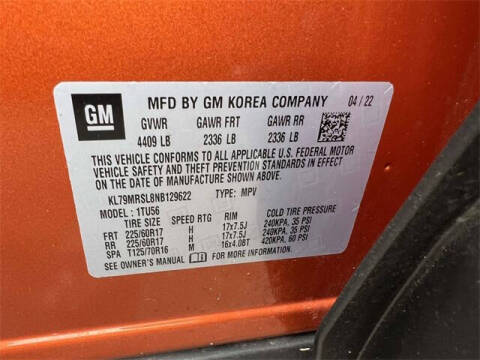 GM MFD BY GM KOREA COMPANY 04/22
GVWR GAWR FRT GAWR RR
4409 LB 2336 LB 2336 LB
THIS VEHICLE CONFORMS TO ALL APPLICABLE U.S. FEDERAL MOTOR
VEHICLE SAFETY AND THEFT PREVENTION STANDARDS IN EFFECT
ON THE DATE OF MANUFACTURE SHOWN ABOVE.
KL79MRSL8NB129622 TYPE: MPV
MODEL: 1TU56
TIRE SIZE SPEED RTG RIM COLD TIRE PRESSURE
FRT 225/60R17 H 17x7.5J 240KPA, 35 PSI
RR 225/60R17 H 17x7.5J 240KPA, 35 PSI
SPA T125/70R16 M 16x4.0BT 420KPA, 60 PSI
SEE OWNER'S MANUAL FOR MORE INFORMATION.